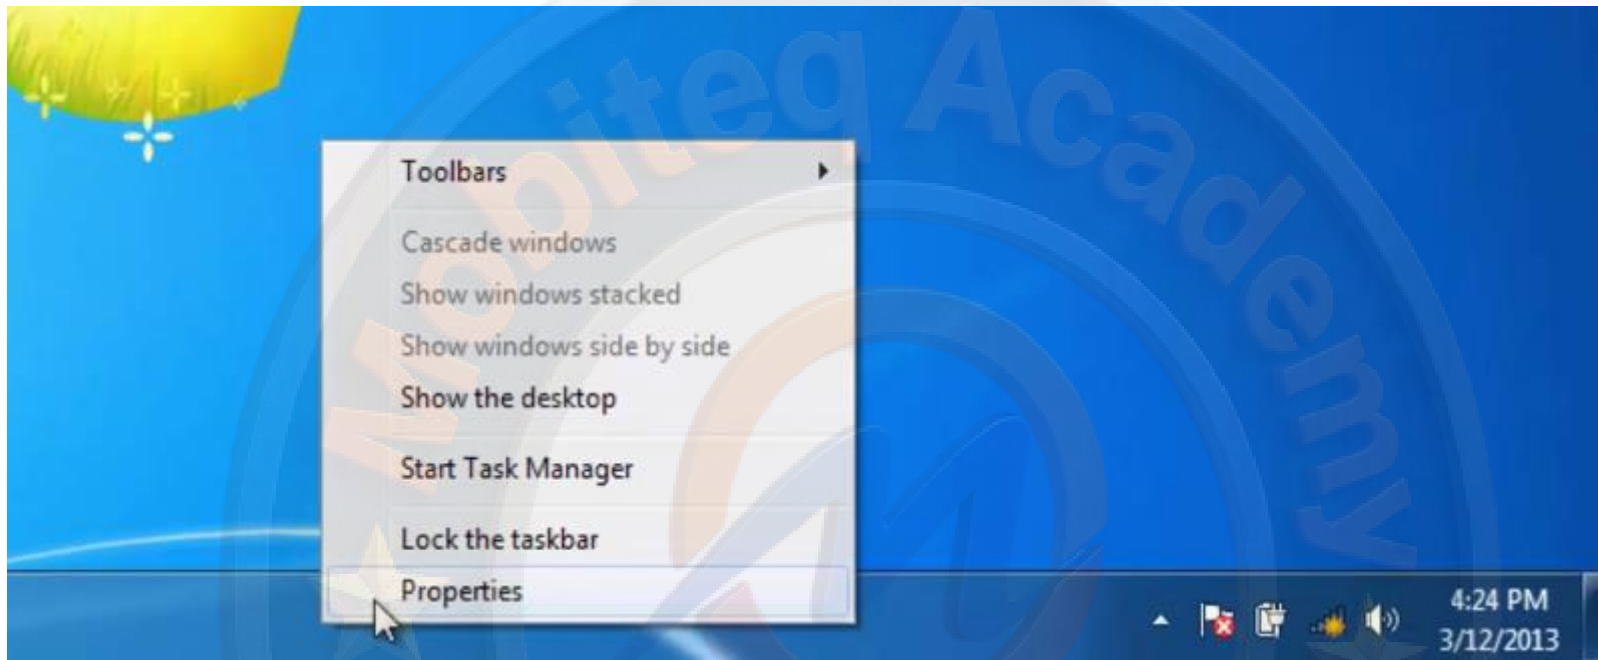 Mobiteq Academy
Toolbars
Cascade windows
Show windows stacked
Show windows side by side
Show the desktop
Start Task Manager
Lock the taskbar
Properties
4:24 PM
3/12/2013